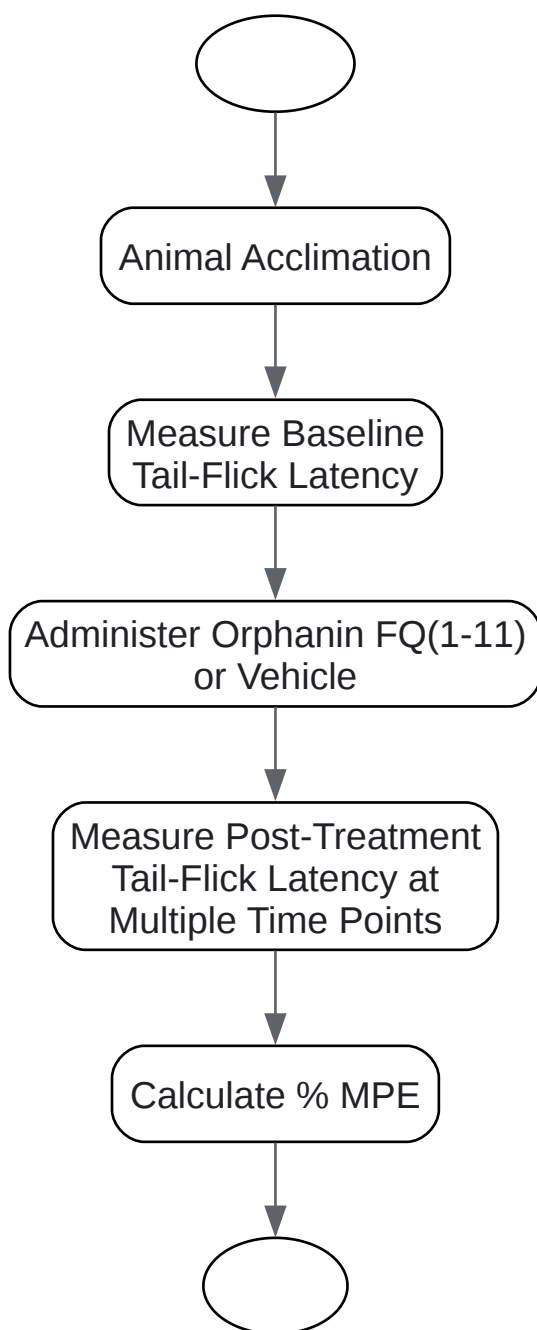 Animal Acclimation
Measure Baseline
Tail-Flick Latency
Administer Orphanin FQ(1-11)
or Vehicle
Measure Post-Treatment
Tail-Flick Latency at
Multiple Time Points
Calculate % MPE